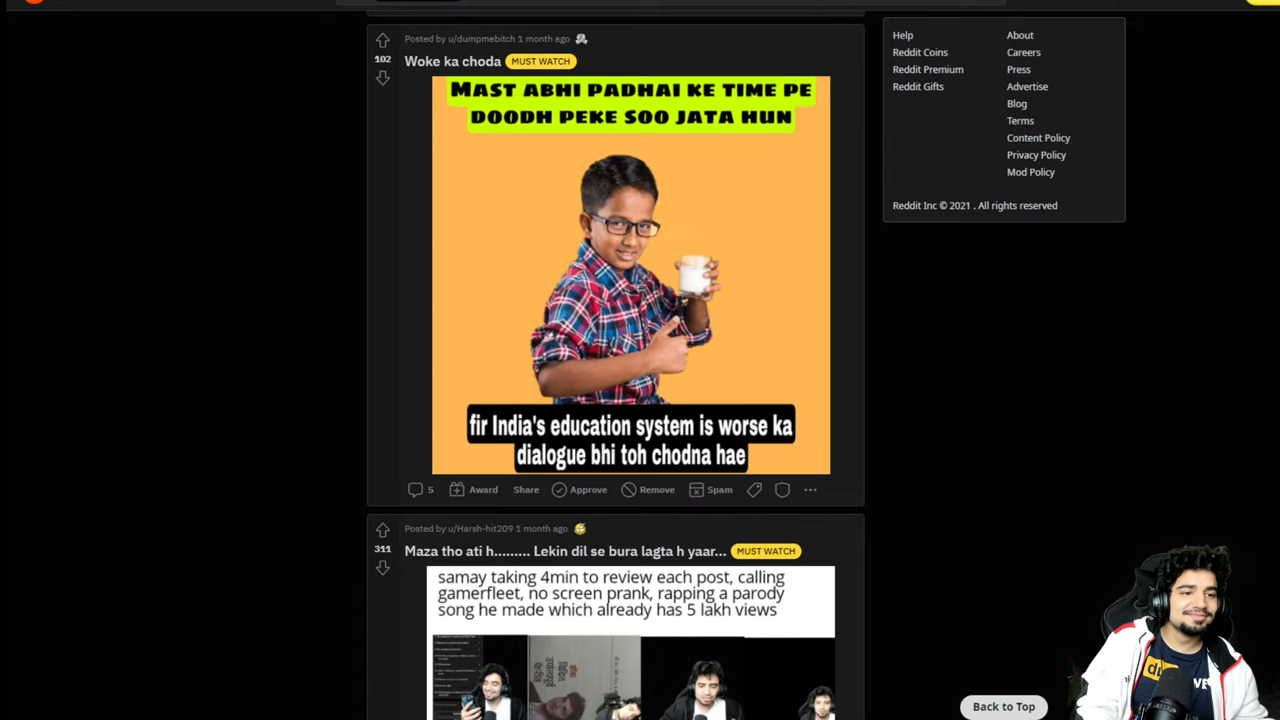 Posted by u/dumpmebitch 1 month ago
102
Woke ka choda MUST WATCH
MAST ABHI PADHAI KE TIME PE
DOODH PEKE SOO JATA HUN
fir India's education system is worse ka
dialogue bhi toh chodna hae
5 Award Share Approve Remove Spam
Posted by u/Harsh-hit209 1 month ago
311
Maza tho ati h......... Lekin dil se bura lagta h yaar... MUST WATCH
samay taking 4min to review each post, calling
gamerfleet, no screen prank, rapping a parody
song he made which already has 5 lakh views
Help About
Reddit Coins Careers
Reddit Premium Press
Reddit Gifts Advertise
Blog
Terms
Content Policy
Privacy Policy
Mod Policy
Reddit Inc © 2021 . All rights reserved
Back to Top